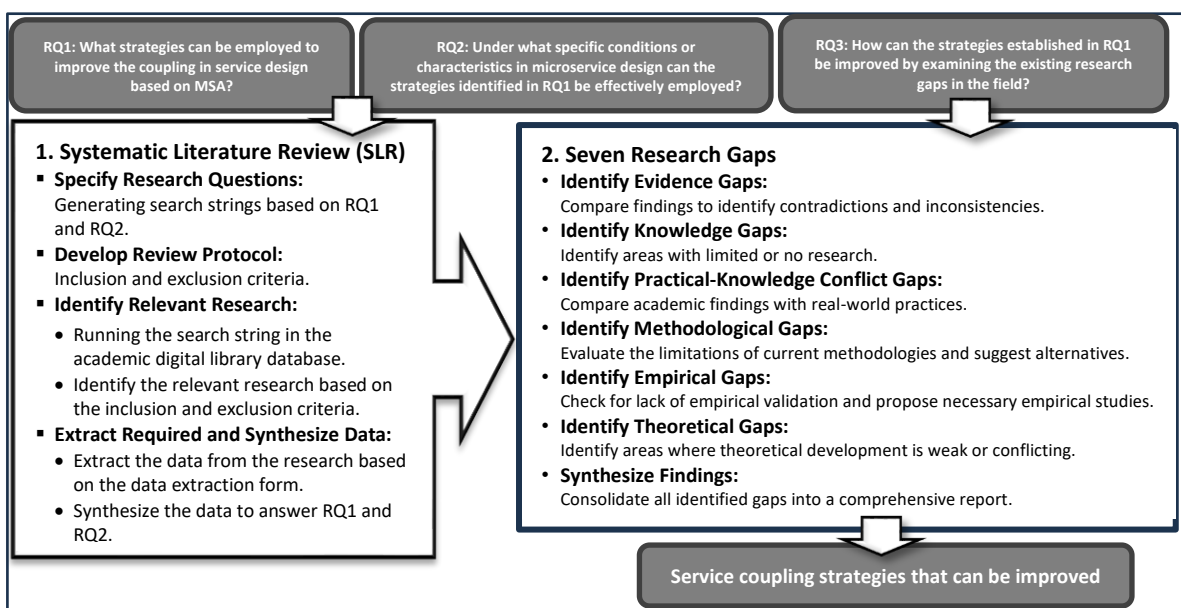 RQ1: What strategies can be employed to
improve the coupling in service design
based on MSA?
RQ2: Under what specific conditions or
characteristics in microservice design can the
strategies identified in RQ1 be effectively employed?
RQ3: How can the strategies established in RQ1
be improved by examining the existing research
gaps in the field?
1. Systematic Literature Review (SLR)
▪ Specify Research Questions:
Generating search strings based on RQ1
and RQ2.
▪ Develop Review Protocol:
Inclusion and exclusion criteria.
▪ Identify Relevant Research:
• Running the search string in the
academic digital library database.
• Identify the relevant research based on
the inclusion and exclusion criteria.
▪ Extract Required and Synthesize Data:
• Extract the data from the research based
on the data extraction form.
• Synthesize the data to answer RQ1 and
RQ2.
2. Seven Research Gaps
• Identify Evidence Gaps:
Compare findings to identify contradictions and inconsistencies.
• Identify Knowledge Gaps:
Identify areas with limited or no research.
• Identify Practical-Knowledge Conflict Gaps:
Compare academic findings with real-world practices.
• Identify Methodological Gaps:
Evaluate the limitations of current methodologies and suggest alternatives.
• Identify Empirical Gaps:
Check for lack of empirical validation and propose necessary empirical studies.
• Identify Theoretical Gaps:
Identify areas where theoretical development is weak or conflicting.
• Synthesize Findings:
Consolidate all identified gaps into a comprehensive report.
Service coupling strategies that can be improved